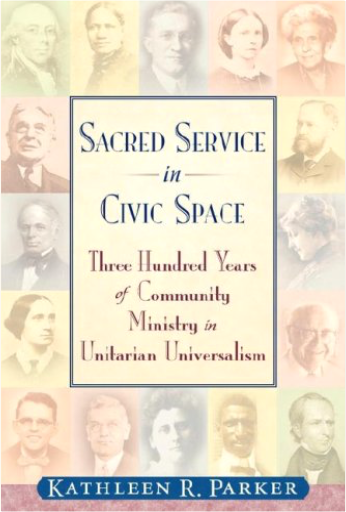 SACRED SERVICE
in
CIVIC SPACE
Three Hundred Years
of Community
Ministry in
Unitarian Universalism
KATHLEEN R. PARKER